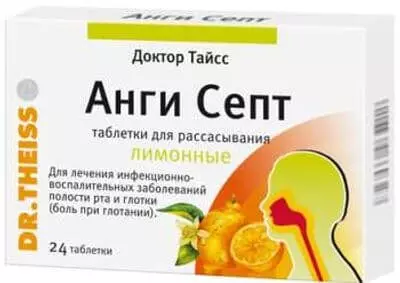 Доктор Тайсс
Анги Септ
таблетки для рассасывания
лимонные
Для лечения инфекционно-
воспалительных заболеваний
полости рта и глотки
(боль при глотании).
24 таблетки
DR.THEISS